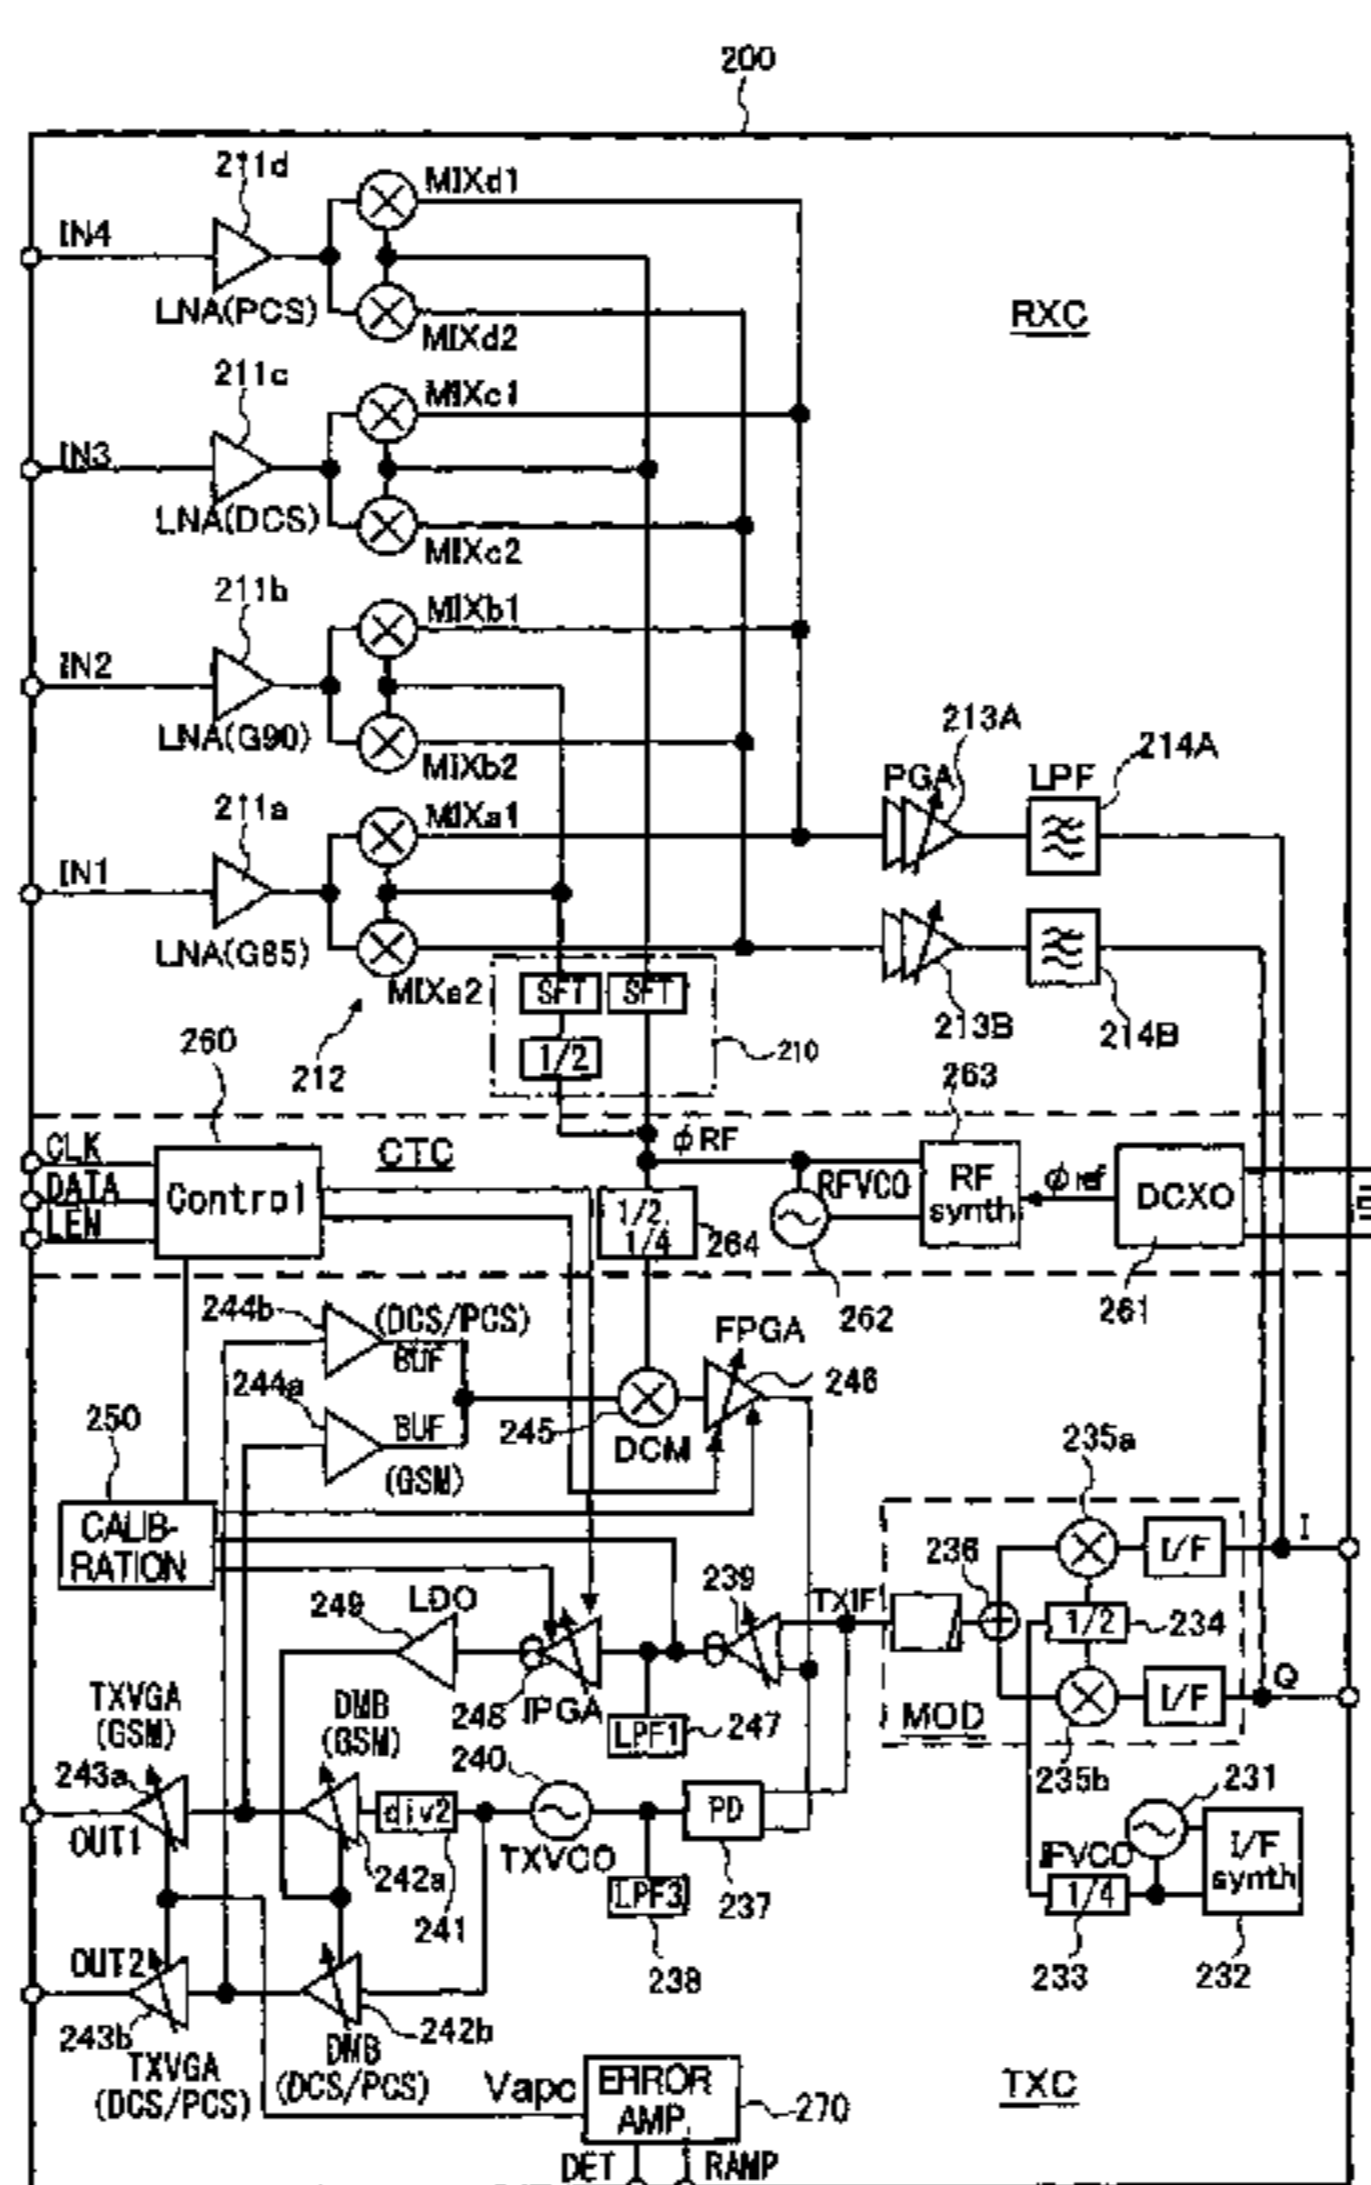 200
211d
MIXd1
IN4
LNA(PCS)
MIXd2
RXC
211c
MIXc1
IN3
LNA(DCS)
MIXc2
211b
MIXb1
IN2
LNA(G90)
MIXb2
213A
214A
PGA
LPF
211a
MIXa1
IN1
LNA(G85)
MIXa2
SFT
SFT
213B
214B
1/2
210
212
260
263
CLK
DATA
LEN
Control
CTC
ϕRF
RFVCO
RF
synth
ϕref
DCXO
1/2,
1/4
264
262
261
244b
(DCS/PCS)
BUF
FPGA
246
244a
BUF
(GSM)
245
DCM
250
CALIB-
RATION
235a
I/F
I
236
239
TXIF
249
LDO
1/2
234
248
IPGA
LPF1
247
MOD
I/F
Q
235b
TXVGA
(GSM)
DMB
(GSM)
240
243a
div2
TXVCO
PD
231
IFVCO
I/F
synth
OUT1
242a
241
LPF3
237
1/4
238
233
232
OUT2
243b
242b
TXVGA
(DCS/PCS)
DMB
(DCS/PCS)
Vapc
ERROR
AMP
270
TXC
DET
RAMP